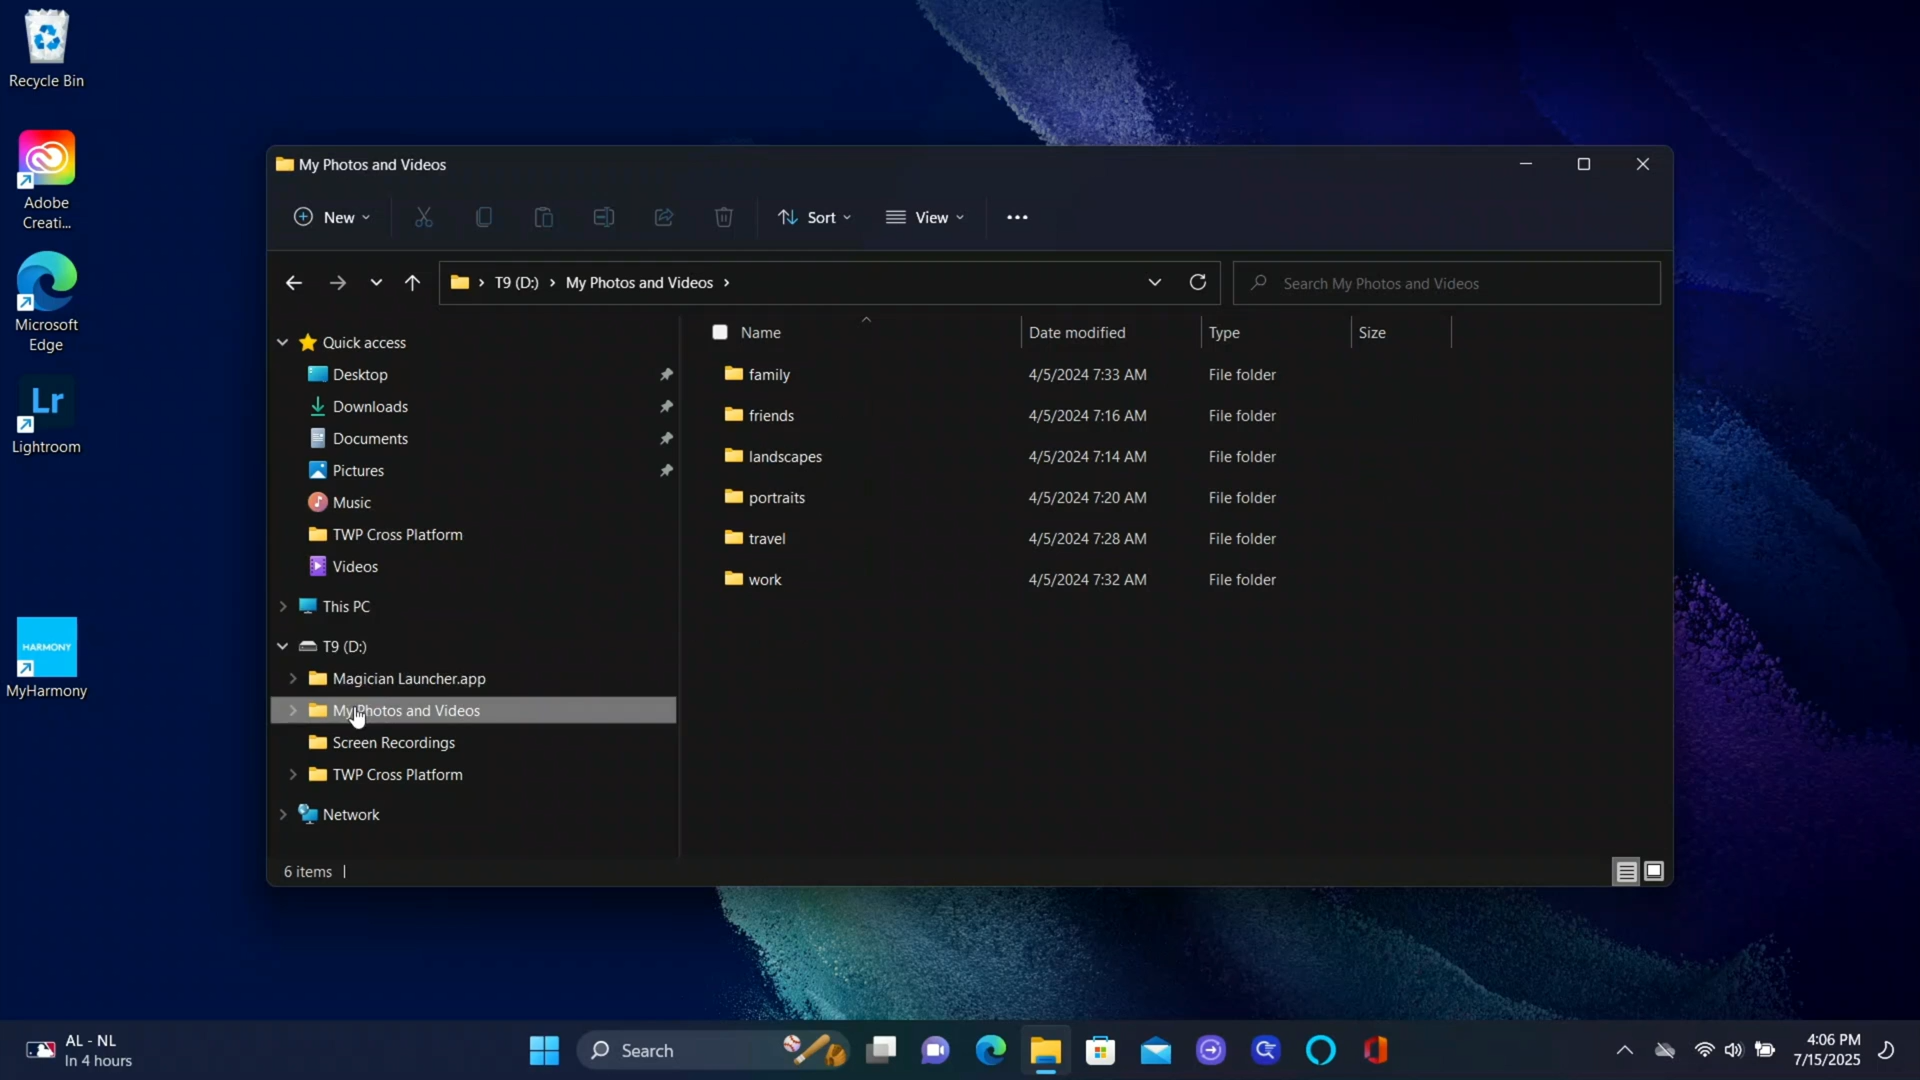 Recycle Bin
Adobe
Creati...
Microsoft
Edge
Lr
Lightroom
HARMONY
MyHarmony
My Photos and Videos
New
Sort
View
T9 (D:)
My Photos and Videos
Search My Photos and Videos
Quick access
Desktop
Downloads
Documents
Pictures
Music
TWP Cross Platform
Videos
This PC
T9 (D:)
Magician Launcher.app
My Photos and Videos
Screen Recordings
TWP Cross Platform
Network
Name Date modified Type Size
family 4/5/2024 7:33 AM File folder
friends 4/5/2024 7:16 AM File folder
landscapes 4/5/2024 7:14 AM File folder
portraits 4/5/2024 7:20 AM File folder
travel 4/5/2024 7:28 AM File folder
work 4/5/2024 7:32 AM File folder
6 items
AL - NL
In 4 hours
Search
4:06 PM
7/15/2025